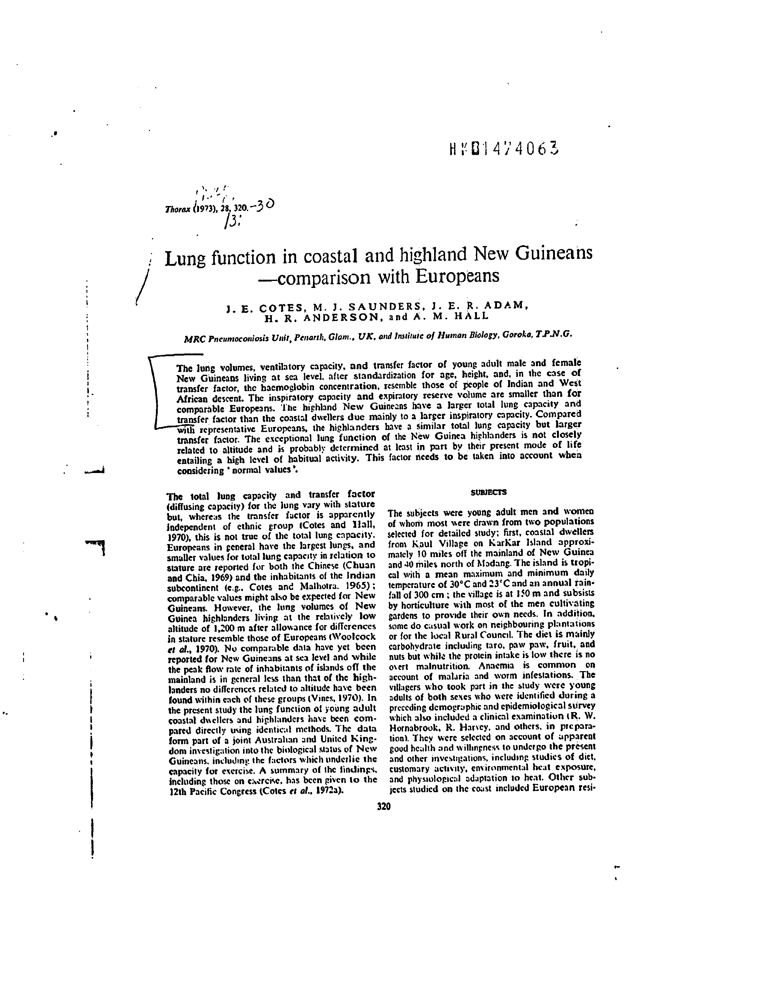 HK01474063
Thorax (1973), 28, 320.-30
Lung function in coastal and highland New Guineans
—comparison with Europeans
J. E. COTES, M. J. SAUNDERS, J. E. R. ADAM,
H. R. ANDERSON, and A. M. HALL
MRC Pneumoconiosis Unit, Penarth, Glam., UK, and Institute of Human Biology, Goroka, T.P.N.G.
The lung volumes, ventilatory capacity, and transfer factor of young adult male and female
New Guineans living at sea level, after standardization for age, height, and, in the case of
transfer factor, the haemoglobin concentration, resemble those of people of Indian and West
African descent. The inspiratory capacity and expiratory reserve volume are smaller than for
comparable Europeans. The highland New Guineans have a larger total lung capacity and
transfer factor than the coastal dwellers due mainly to a larger inspiratory capacity. Compared
with representative Europeans, the highlanders have a similar total lung capacity but larger
transfer factor. The exceptional lung function of the New Guinea highlanders is not closely
related to altitude and is probably determined at least in part by their present mode of life
entailing a high level of habitual activity. This factor needs to be taken into account when
considering 'normal values'.
The total lung capacity and transfer factor
(diffusing capacity) for the lung vary with stature
but, whereas the transfer factor is apparently
independent of ethnic group (Cotes and Hall,
1970), this is not true of the total lung capacity.
Europeans in general have the largest lungs, and
smaller values for total lung capacity in relation to
stature are reported for both the Chinese (Chuan
and Chia, 1969) and the inhabitants of the Indian
subcontinent (e.g., Cotes and Malhotra, 1965);
comparable values might also be expected for New
Guineans. However, the lung volumes of New
Guinea highlanders living at the relatively low
altitude of 1,200 m after allowance for differences
in stature resemble those of Europeans (Woolcock
et al., 1970). No comparable data have yet been
reported for New Guineans at sea level and while
the peak flow rate of inhabitants of islands off the
mainland is in general less than that of the high-
landers no differences related to altitude have been
found within each of these groups (Vines, 1970). In
the present study the lung function of young adult
coastal dwellers and highlanders have been com-
pared directly using identical methods. The data
form part of a joint Australian and United King-
dom investigation into the biological status of New
Guineans, including the factors which underlie the
capacity for exercise. A summary of the findings,
including those on exercise, has been given to the
12th Pacific Congress (Cotes et al., 1972a).
SUBJECTS
The subjects were young adult men and women
of whom most were drawn from two populations
selected for detailed study; first, coastal dwellers
from Kaul Village on KarKar Island approxi-
mately 10 miles off the mainland of New Guinea
and 40 miles north of Madang. The island is tropi-
cal with a mean maximum and minimum daily
temperature of 30°C and 23°C and an annual rain-
fall of 300 cm; the village is at 150 m and subsists
by horticulture with most of the men cultivating
gardens to provide their own needs. In addition,
some do casual work on neighbouring plantations
or for the local Rural Council. The diet is mainly
carbohydrate including taro, paw paw, fruit, and
nuts but while the protein intake is low there is no
overt malnutrition. Anaemia is common on
account of malaria and worm infestations. The
villagers who took part in the study were young
adults of both sexes who were identified during a
preceding demographic and epidemiological survey
which also included a clinical examination (R. W.
Hornabrook, R. Harvey, and others, in prepara-
tion). They were selected on account of apparent
good health and willingness to undergo the present
and other investigations, including studies of diet,
customary activity, environmental heat exposure,
and physiological adaptation to heat. Other sub-
jects studied on the coast included European resi-
320